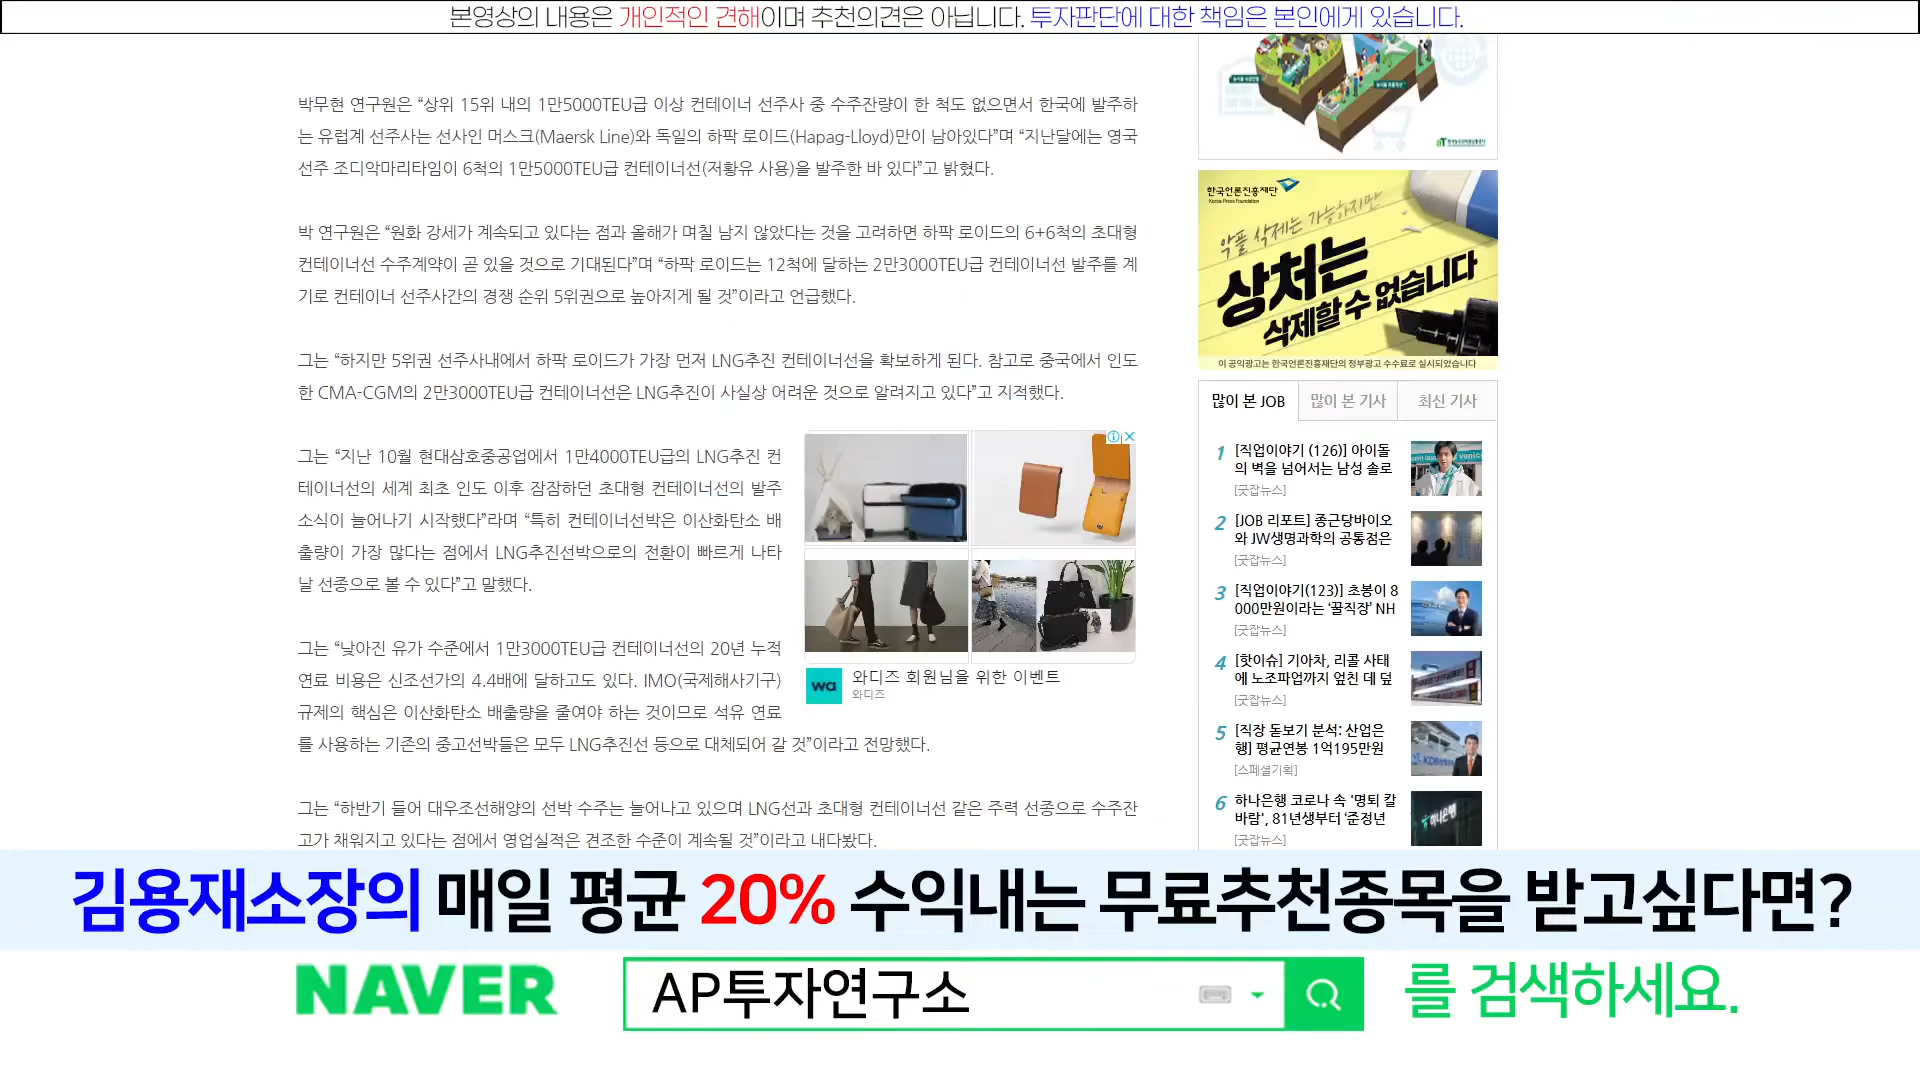 본영상의 내용은 개인적인 견해이며 추천의견은 아닙니다. 투자판단에 대한 책임은 본인에게 있습니다.
박무현 연구원은 “상위 15위 내의 1만5000TEU급 이상 컨테이너 선주사 중 수주잔량이 한 척도 없으면서 한국에 발주하
는 유럽계 선주사는 선사인 머스크(Maersk Line)와 독일의 하팍 로이드(Hapag-Lloyd)만이 남아있다”며 “지난달에는 영국
선주 조디악마리타임이 6척의 1만5000TEU급 컨테이너선(저황유 사용)을 발주한 바 있다”고 밝혔다.
박 연구원은 “원화 강세가 계속되고 있다는 점과 올해가 며칠 남지 않았다는 것을 고려하면 하팍 로이드의 6+6척의 초대형
컨테이너선 수주계약이 곧 있을 것으로 기대된다”며 “하팍 로이드는 12척에 달하는 2만3000TEU급 컨테이너선 발주를 계
기로 컨테이너 선주사간의 경쟁 순위 5위권으로 높아지게 될 것”이라고 언급했다.
그는 “하지만 5위권 선주사내에서 하팍 로이드가 가장 먼저 LNG추진 컨테이너선을 확보하게 된다. 참고로 중국에서 인도
한 CMA-CGM의 2만3000TEU급 컨테이너선은 LNG추진이 사실상 어려운 것으로 알려지고 있다”고 지적했다.
그는 “지난 10월 현대삼호중공업에서 1만4000TEU급의 LNG추진 컨
테이너선의 세계 최초 인도 이후 잠잠하던 초대형 컨테이너선의 발주
소식이 늘어나기 시작했다”라며 “특히 컨테이너선박은 이산화탄소 배
출량이 가장 많다는 점에서 LNG추진선박으로의 전환이 빠르게 나타
날 선종으로 볼 수 있다”고 말했다.
그는 “낮아진 유가 수준에서 1만3000TEU급 컨테이너선의 20년 누적
연료 비용은 신조선가의 4.4배에 달하고도 있다. IMO(국제해사기구)
규제의 핵심은 이산화탄소 배출량을 줄여야 하는 것이므로 석유 연료
를 사용하는 기존의 중고선박들은 모두 LNG추진선 등으로 대체되어 갈 것”이라고 전망했다.
그는 “하반기 들어 대우조선해양의 선박 수주는 늘어나고 있으며 LNG선과 초대형 컨테이너선 같은 주력 선종으로 수주잔
고가 채워지고 있다는 점에서 영업실적은 견조한 수준이 계속될 것”이라고 내다봤다.
wa
와디즈 회원님을 위한 이벤트
와디즈
한국언론진흥재단
Korea Press Foundation
악플 삭제는 가능하지만
상처는
삭제할 수 없습니다
이 공익광고는 한국언론진흥재단의 정부광고 수수료로 실시되었습니다
많이 본 JOB 많이 본 기사 최신 기사
1 [직업이야기 (126)] 아이돌
의 벽을 넘어서는 남성 솔로
[굿잡뉴스]
2 [JOB 리포트] 종근당바이오
와 JW생명과학의 공통점은
[굿잡뉴스]
3 [직업이야기(123)] 초봉이 8
000만원이라는 ‘꿀직장’ NH
[굿잡뉴스]
4 [핫이슈] 기아차, 리콜 사태
에 노조파업까지 엎친 데 덮
[굿잡뉴스]
5 [직장 돋보기 분석: 산업은
행] 평균연봉 1억195만원
[스페셜기획]
6 하나은행 코로나 속 '명퇴 칼
바람', 81년생부터 '준정년
[굿잡뉴스]
김용재소장의 매일 평균 20% 수익내는 무료추천종목을 받고싶다면?
NAVER AP투자연구소 를 검색하세요.